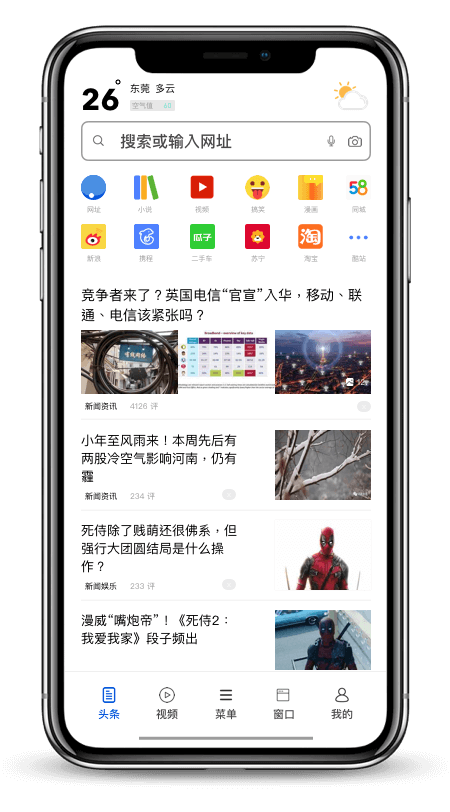 26°
东莞 多云
空气值 60
搜索或输入网址
网址 小说 视频 搞笑 漫画 同城
58
瓜子
淘
新浪 携程 二手车 苏宁 淘宝 酷站
竞争者来了？英国电信“官宣”入华，移动、联
通、电信该紧张吗？
12图
新闻资讯 4126 评
小年至风雨来！本周先后有
两股冷空气影响河南，仍有
霾
新闻资讯 234 评
死侍除了贱萌还很佛系，但
强行大团圆结局是什么操
作？
新闻娱乐 233 评
漫威“嘴炮帝”！《死侍2：
我爱我家》段子频出
头条 视频 菜单 窗口 我的